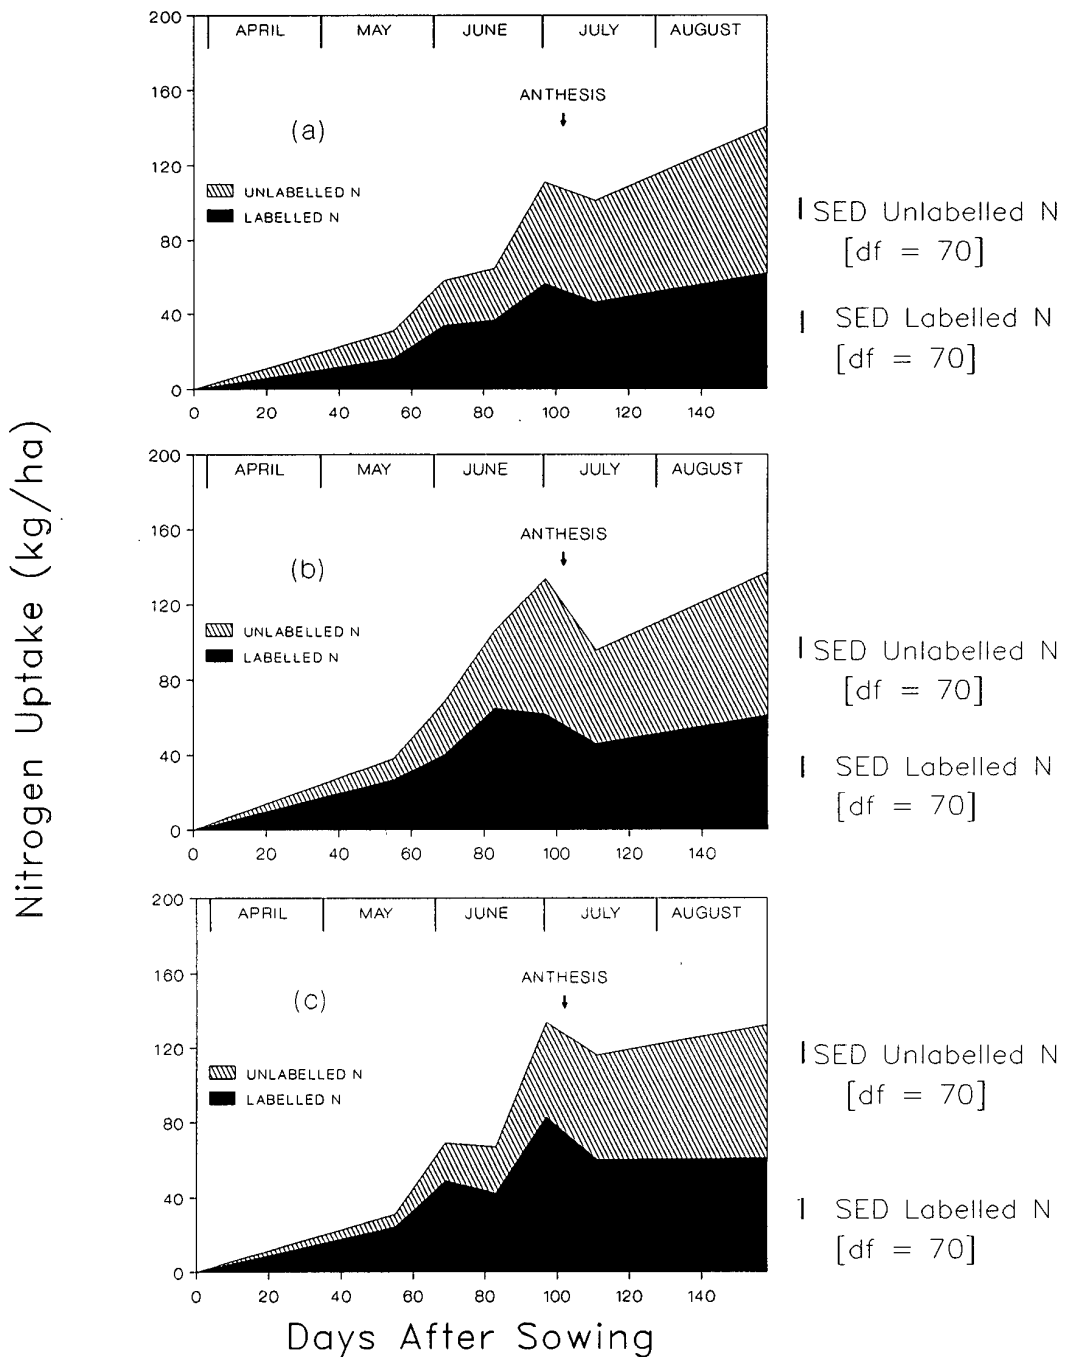 Nitrogen Uptake (kg/ha)
200
160
120
80
40
0
APRIL MAY JUNE JULY AUGUST
ANTHESIS
(a)
UNLABELLED N
LABELLED N
0 20 40 60 80 100 120 140
SED Unlabelled N
[df = 70]
SED Labelled N
[df = 70]
200
160
120
80
40
0
APRIL MAY JUNE JULY AUGUST
ANTHESIS
(b)
UNLABELLED N
LABELLED N
0 20 40 60 80 100 120 140
SED Unlabelled N
[df = 70]
SED Labelled N
[df = 70]
200
160
120
80
40
0
APRIL MAY JUNE JULY AUGUST
ANTHESIS
(c)
UNLABELLED N
LABELLED N
0 20 40 60 80 100 120 140
SED Unlabelled N
[df = 70]
SED Labelled N
[df = 70]
Days After Sowing